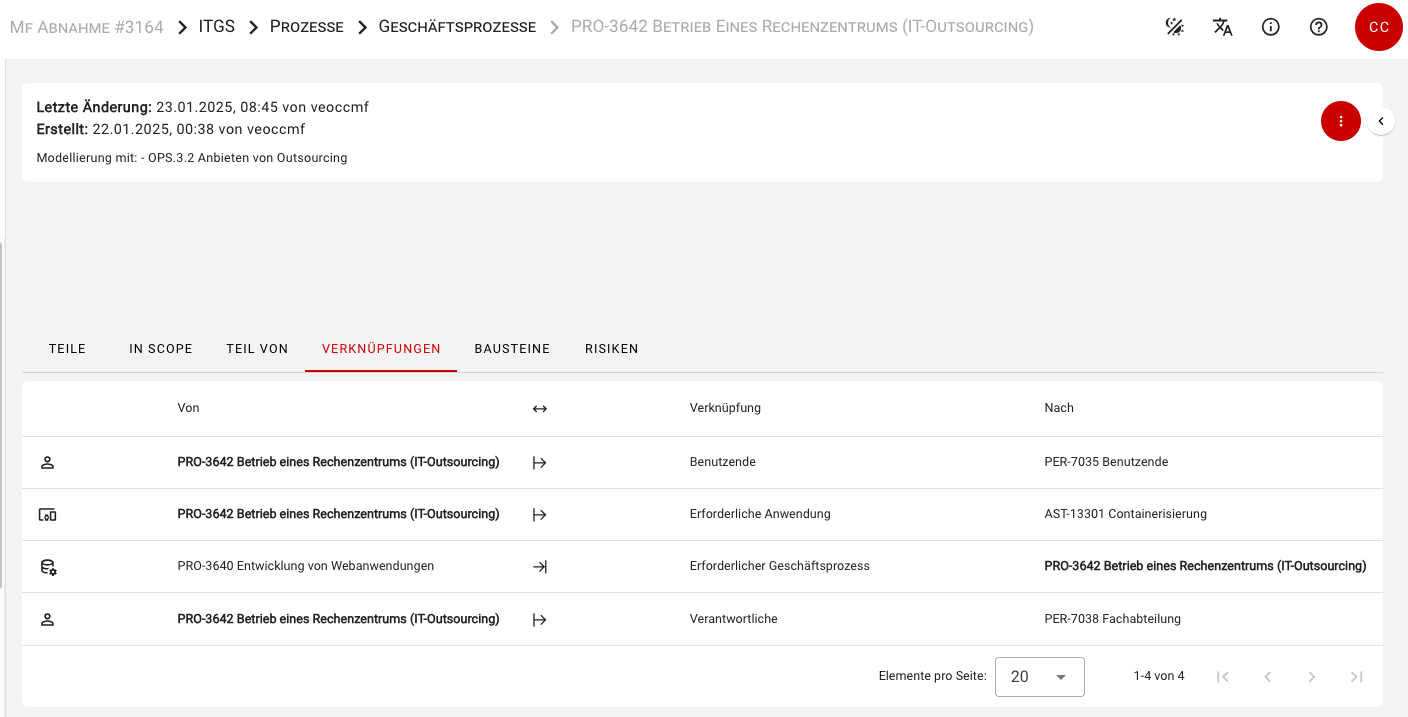 Mf Abnahme #3164 ITGS Prozesse Geschäftsprozesse PRO-3642 Betrieb Eines Rechenzentrums (IT-Outsourcing) CC
Letzte Änderung: 23.01.2025, 08:45 von veoccmf
Erstellt: 22.01.2025, 00:38 von veoccmf
Modellierung mit: - OPS.3.2 Anbieten von Outsourcing
TEILE IN SCOPE TEIL VON VERKNÜPFUNGEN BAUSTEINE RISIKEN
Von Verknüpfung Nach
PRO-3642 Betrieb eines Rechenzentrums (IT-Outsourcing) Benutzende PER-7035 Benutzende
PRO-3642 Betrieb eines Rechenzentrums (IT-Outsourcing) Erforderliche Anwendung AST-13301 Containerisierung
PRO-3640 Entwicklung von Webanwendungen Erforderlicher Geschäftsprozess PRO-3642 Betrieb eines Rechenzentrums (IT-Outsourcing)
PRO-3642 Betrieb eines Rechenzentrums (IT-Outsourcing) Verantwortliche PER-7038 Fachabteilung
Elemente pro Seite: 20 1-4 von 4